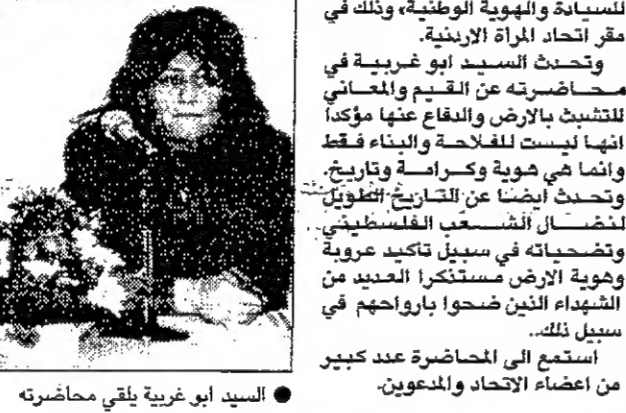 للسيادة والهوية الوطنية، وذلك في
مقر اتحاد المرأة الاردنية.
وتحدث السيد ابو غربية في
محاضرته عن القيم والمعاني
للتشبث بالارض والدفاع عنها مؤكدا
انها ليست للفلاحة والبناء فقط
وانما هي هوية وكرامة وتاريخ.
وتحدث ايضا عن التاريخ الطويل
لنضال الشعب الفلسطيني
وتضحياته في سبيل تاكيد عروبة
وهوية الارض مستذكرا العديد من
الشهداء الذين ضحوا بارواحهم في
سبيل ذلك..
استمع الى المحاضرة عدد كبير
من اعضاء الاتحاد والمدعوين.
● السيد ابو غربية يلقي محاضرته